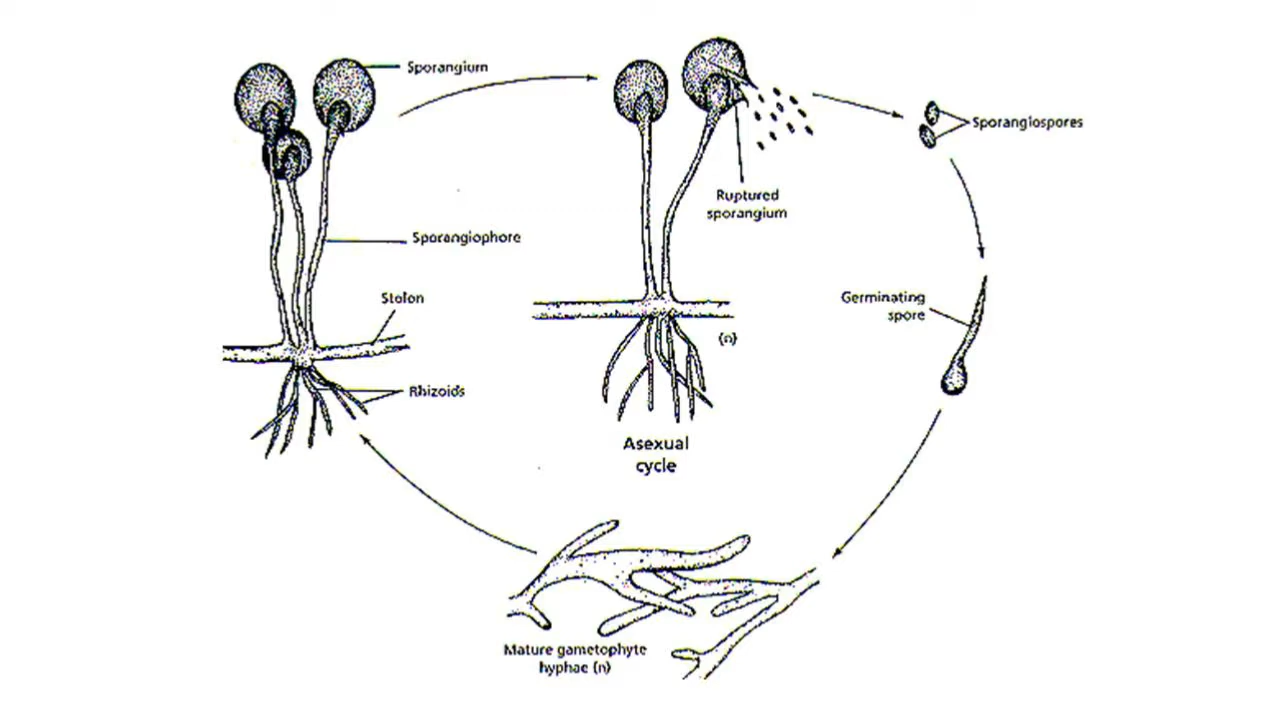 Sporangium
Sporangiophore
Stolon
Rhizoids
Ruptured
sporangium
Sporangiospores
Germinating
spore
(n)
Asexual
cycle
Mature gametophyte
hyphae (n)